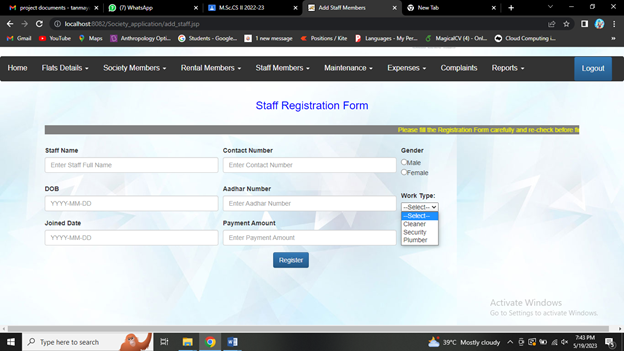 project documents - tanmay
(7) WhatsApp
M.Sc.CS II 2022-23
1 new message
Add Staff Members
New Tab
localhost:8082/Society_application/add_staff.jsp
Gmail YouTube Maps Anthropology Opti... Students - Google... 1 new message Positions / Kite Languages - My Per... MagicalCV (4) - Onl... Cloud Computing i...
Home Flats Details Society Members Rental Members Staff Members Maintenance Expenses Complaints Reports Logout
Staff Registration Form
Please fill the Registration Form carefully and re-check before
Staff Name Contact Number Gender
Enter Staff Full Name Enter Contact Number Male
Female
DOB Aadhar Number Work Type:
YYYY-MM-DD Enter Aadhar Number --Select--
--Select--
Joined Date Payment Amount Cleaner
YYYY-MM-DD Enter Payment Amount Security
Plumber
Register
Activate Windows
Go to Settings to activate Windows.
Type here to search
39°C Mostly cloudy
7:43 PM
5/19/2023